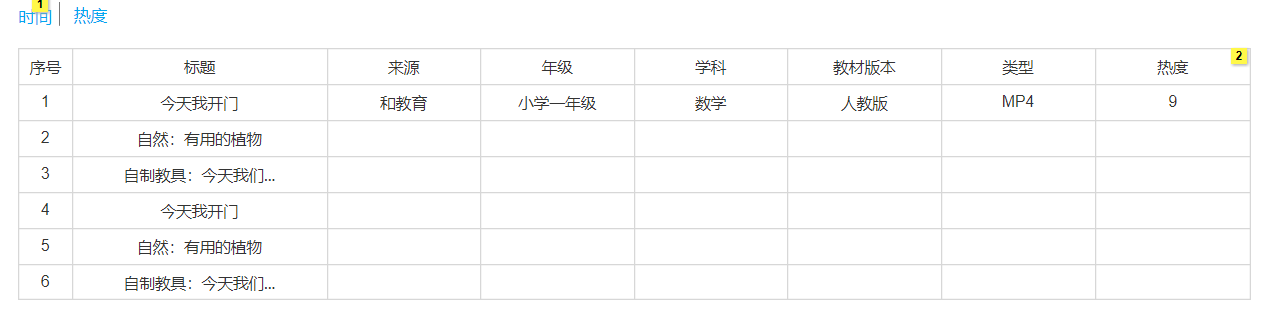 1
时间 | 热度
2
序号 标题 来源 年级 学科 教材版本 类型 热度
1 今天我开门 和教育 小学一年级 数学 人教版 MP4 9
2 自然：有用的植物
3 自制教具：今天我们...
4 今天我开门
5 自然：有用的植物
6 自制教具：今天我们...